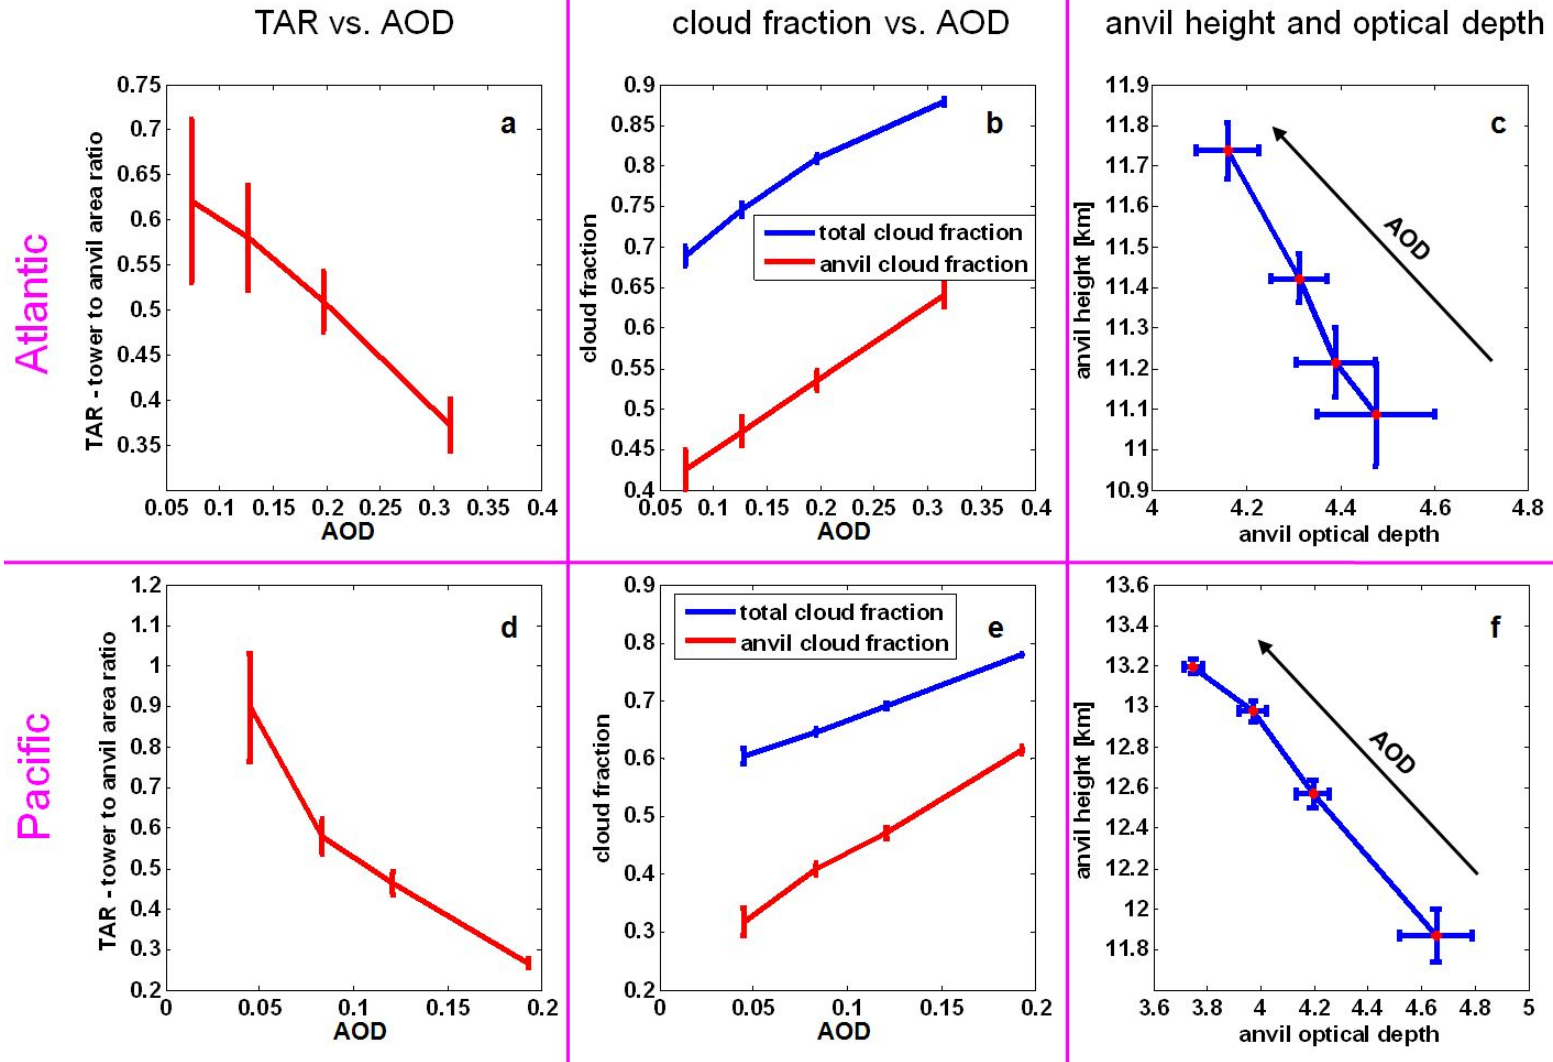 TAR vs. AOD
cloud fraction vs. AOD
anvil height and optical depth
Atlantic
a
TAR - tower to anvil area ratio
0.75
0.7
0.65
0.6
0.55
0.5
0.45
0.4
0.35
0.05 0.1 0.15 0.2 0.25 0.3 0.35 0.4
AOD
b
cloud fraction
0.9
0.85
0.8
0.75
0.7
0.65
0.6
0.55
0.5
0.45
0.4
total cloud fraction
anvil cloud fraction
0.05 0.1 0.15 0.2 0.25 0.3 0.35 0.4
AOD
c
anvil height [km]
11.9
11.8
11.7
11.6
11.5
11.4
11.3
11.2
11.1
11
10.9
AOD
4 4.2 4.4 4.6 4.8
anvil optical depth
Pacific
d
TAR - tower to anvil area ratio
1.2
1.1
1
0.9
0.8
0.7
0.6
0.5
0.4
0.3
0.2
0 0.05 0.1 0.15 0.2
AOD
e
cloud fraction
0.9
0.8
0.7
0.6
0.5
0.4
0.3
0.2
total cloud fraction
anvil cloud fraction
0.05 0.1 0.15 0.2
AOD
f
anvil height [km]
13.6
13.4
13.2
13
12.8
12.6
12.4
12.2
12
11.8
AOD
3.6 3.8 4 4.2 4.4 4.6 4.8 5
anvil optical depth